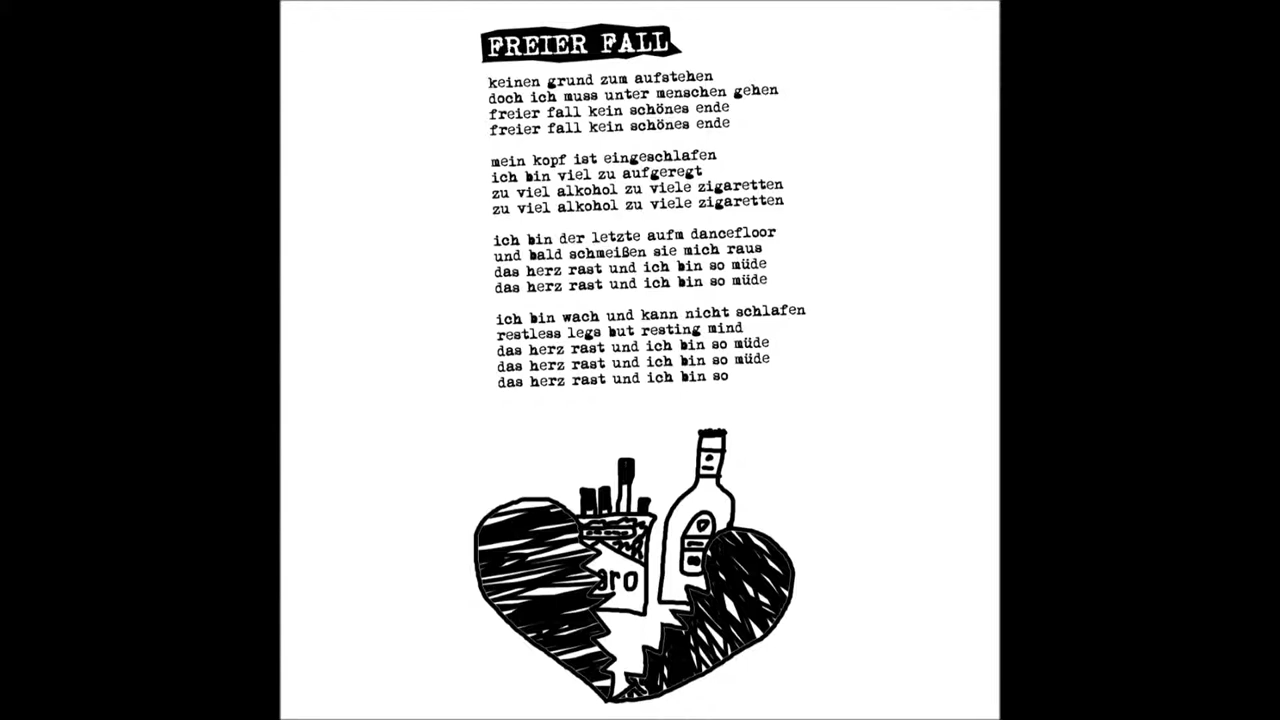 FREIER FALL
keinen grund zum aufstehen
doch ich muss unter menschen gehen
freier fall kein schönes ende
freier fall kein schönes ende
mein kopf ist eingeschlafen
ich bin viel zu aufgeregt
zu viel alkohol zu viele zigaretten
zu viel alkohol zu viele zigaretten
ich bin der letzte aufm dancefloor
und bald schmeißen sie mich raus
das herz rast und ich bin so müde
das herz rast und ich bin so müde
ich bin wach und kann nicht schlafen
restless legs but resting mind
das herz rast und ich bin so müde
das herz rast und ich bin so müde
das herz rast und ich bin so
aro